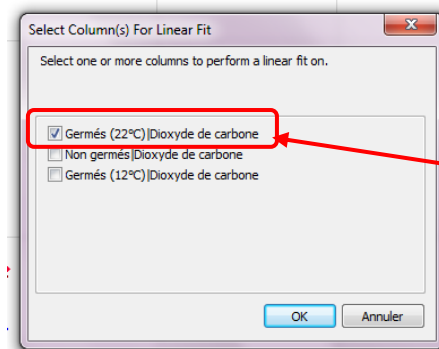 Select Column(s) For Linear Fit
Select one or more columns to perform a linear fit on.
Germés (22°C)|Dioxyde de carbone
Non germés|Dioxyde de carbone
Germés (12°C)|Dioxyde de carbone
OK
Annuler